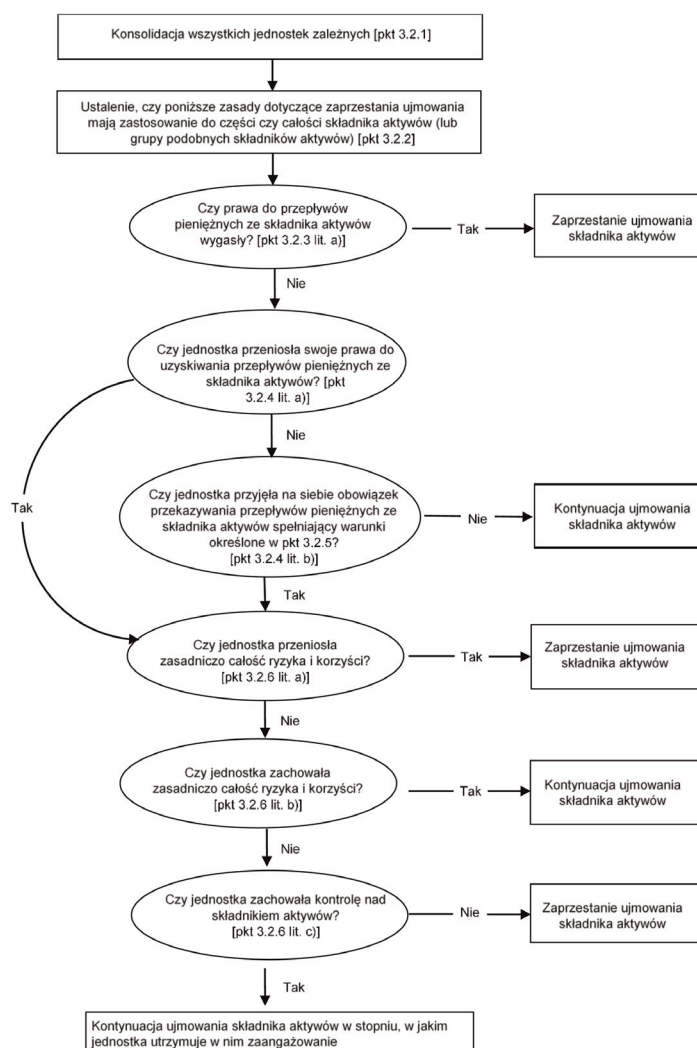 Konsolidacja wszystkich jednostek zależnych [pkt 3.2.1]
Ustalenie, czy poniższe zasady dotyczące zaprzestania ujmowania
mają zastosowanie do części czy całości składnika aktywów (lub
grupy podobnych składników aktywów) [pkt 3.2.2]
Czy prawa do przepływów
pieniężnych ze składnika aktywów
wygasły? [pkt 3.2.3 lit. a)]
Tak
Zaprzestanie ujmowania
składnika aktywów
Nie
Czy jednostka przeniosła swoje prawa do
uzyskiwania przepływów pieniężnych ze
składnika aktywów? [pkt
3.2.4 lit. a)]
Tak
Nie
Czy jednostka przyjęła na siebie obowiązek
przekazywania przepływów pieniężnych ze
składnika aktywów spełniający warunki
określone w pkt 3.2.5?
[pkt 3.2.4 lit. b)]
Nie
Kontynuacja ujmowania
składnika aktywów
Tak
Czy jednostka przeniosła
zasadniczo całość ryzyka i korzyści?
[pkt 3.2.6 lit. a)]
Tak
Zaprzestanie ujmowania
składnika aktywów
Nie
Czy jednostka zachowała
zasadniczo całość ryzyka i korzyści?
[pkt 3.2.6 lit. b)]
Tak
Kontynuacja ujmowania
składnika aktywów
Nie
Czy jednostka zachowała kontrolę nad
składnikiem aktywów?
[pkt 3.2.6 lit. c)]
Nie
Zaprzestanie ujmowania
składnika aktywów
Tak
Kontynuacja ujmowania składnika aktywów w stopniu, w jakim
jednostka utrzymuje w nim zaangażowanie